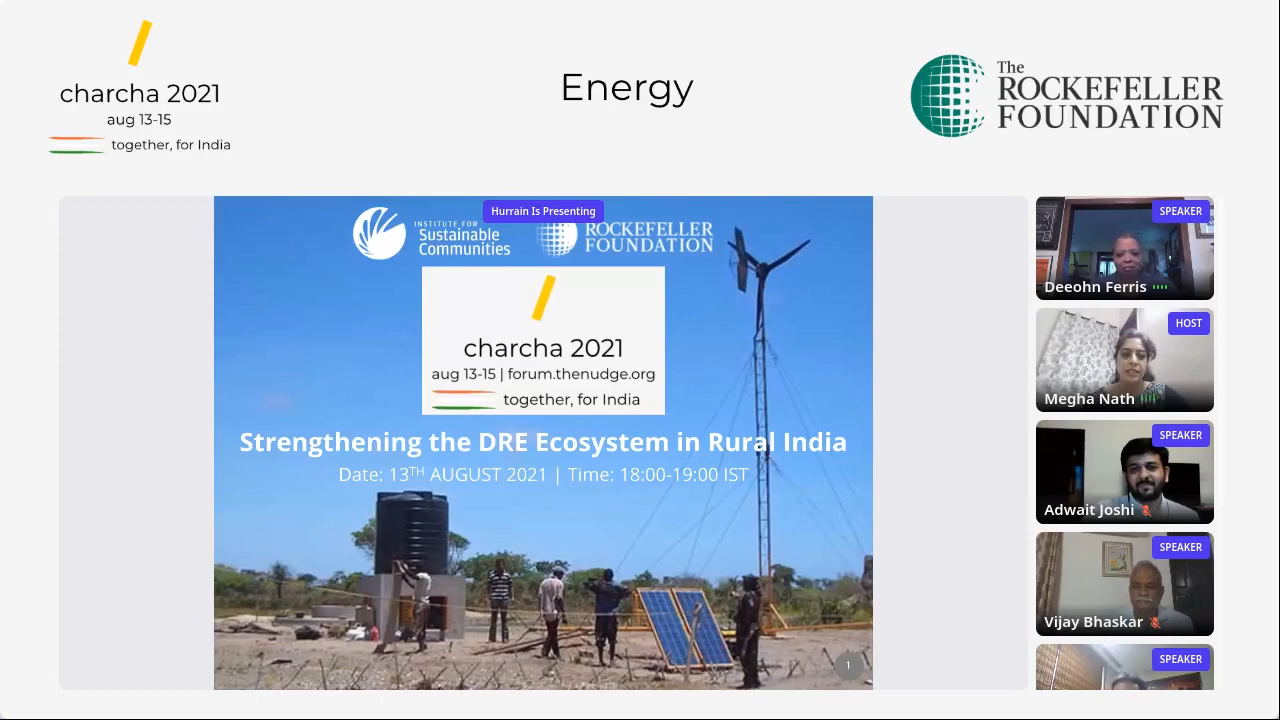 charcha 2021
aug 13-15
together, for India
Energy
The
ROCKEFELLER
FOUNDATION
Hurrain Is Presenting
INSTITUTE FOR
Sustainable
Communities
ROCKEFELLER
FOUNDATION
charcha 2021
aug 13-15 | forum.thenudge.org
together, for India
Strengthening the DRE Ecosystem in Rural India
Date: 13TH AUGUST 2021 | Time: 18:00-19:00 IST
1
SPEAKER
Deeohn Ferris
HOST
Megha Nath
SPEAKER
Adwait Joshi
SPEAKER
Vijay Bhaskar
SPEAKER